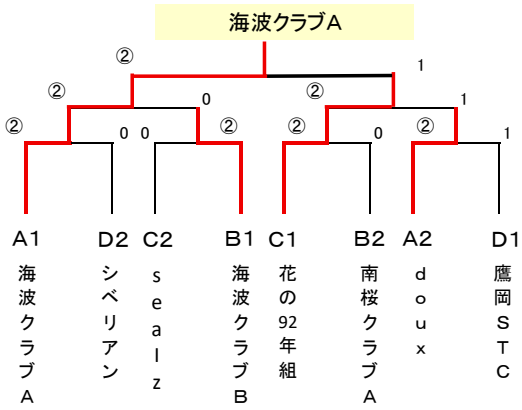 海波クラブA
②
1
②
0
②
1
②
0
0
②
②
0
②
1
A1
D2
C2
B1
C1
B2
A2
D1
海波クラブA
シベリアン
sealz
海波クラブB
花の92年組
南桜クラブA
doux
鷹岡STC